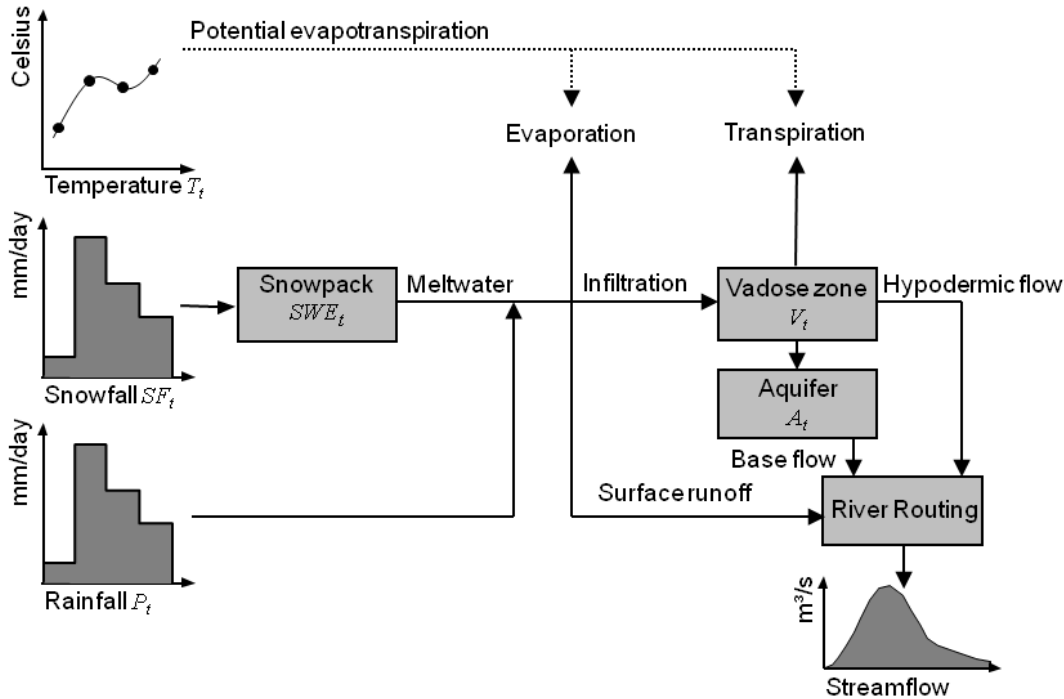 Celsius
Potential evapotranspiration
Evaporation
Transpiration
Temperature T_t
mm/day
Snowpack
SWE_t
Meltwater
Infiltration
Vadose zone
V_t
Hypodermic flow
Snowfall SF_t
Aquifer
A_t
Base flow
mm/day
Surface runoff
River Routing
Rainfall P_t
m³/s
Streamflow